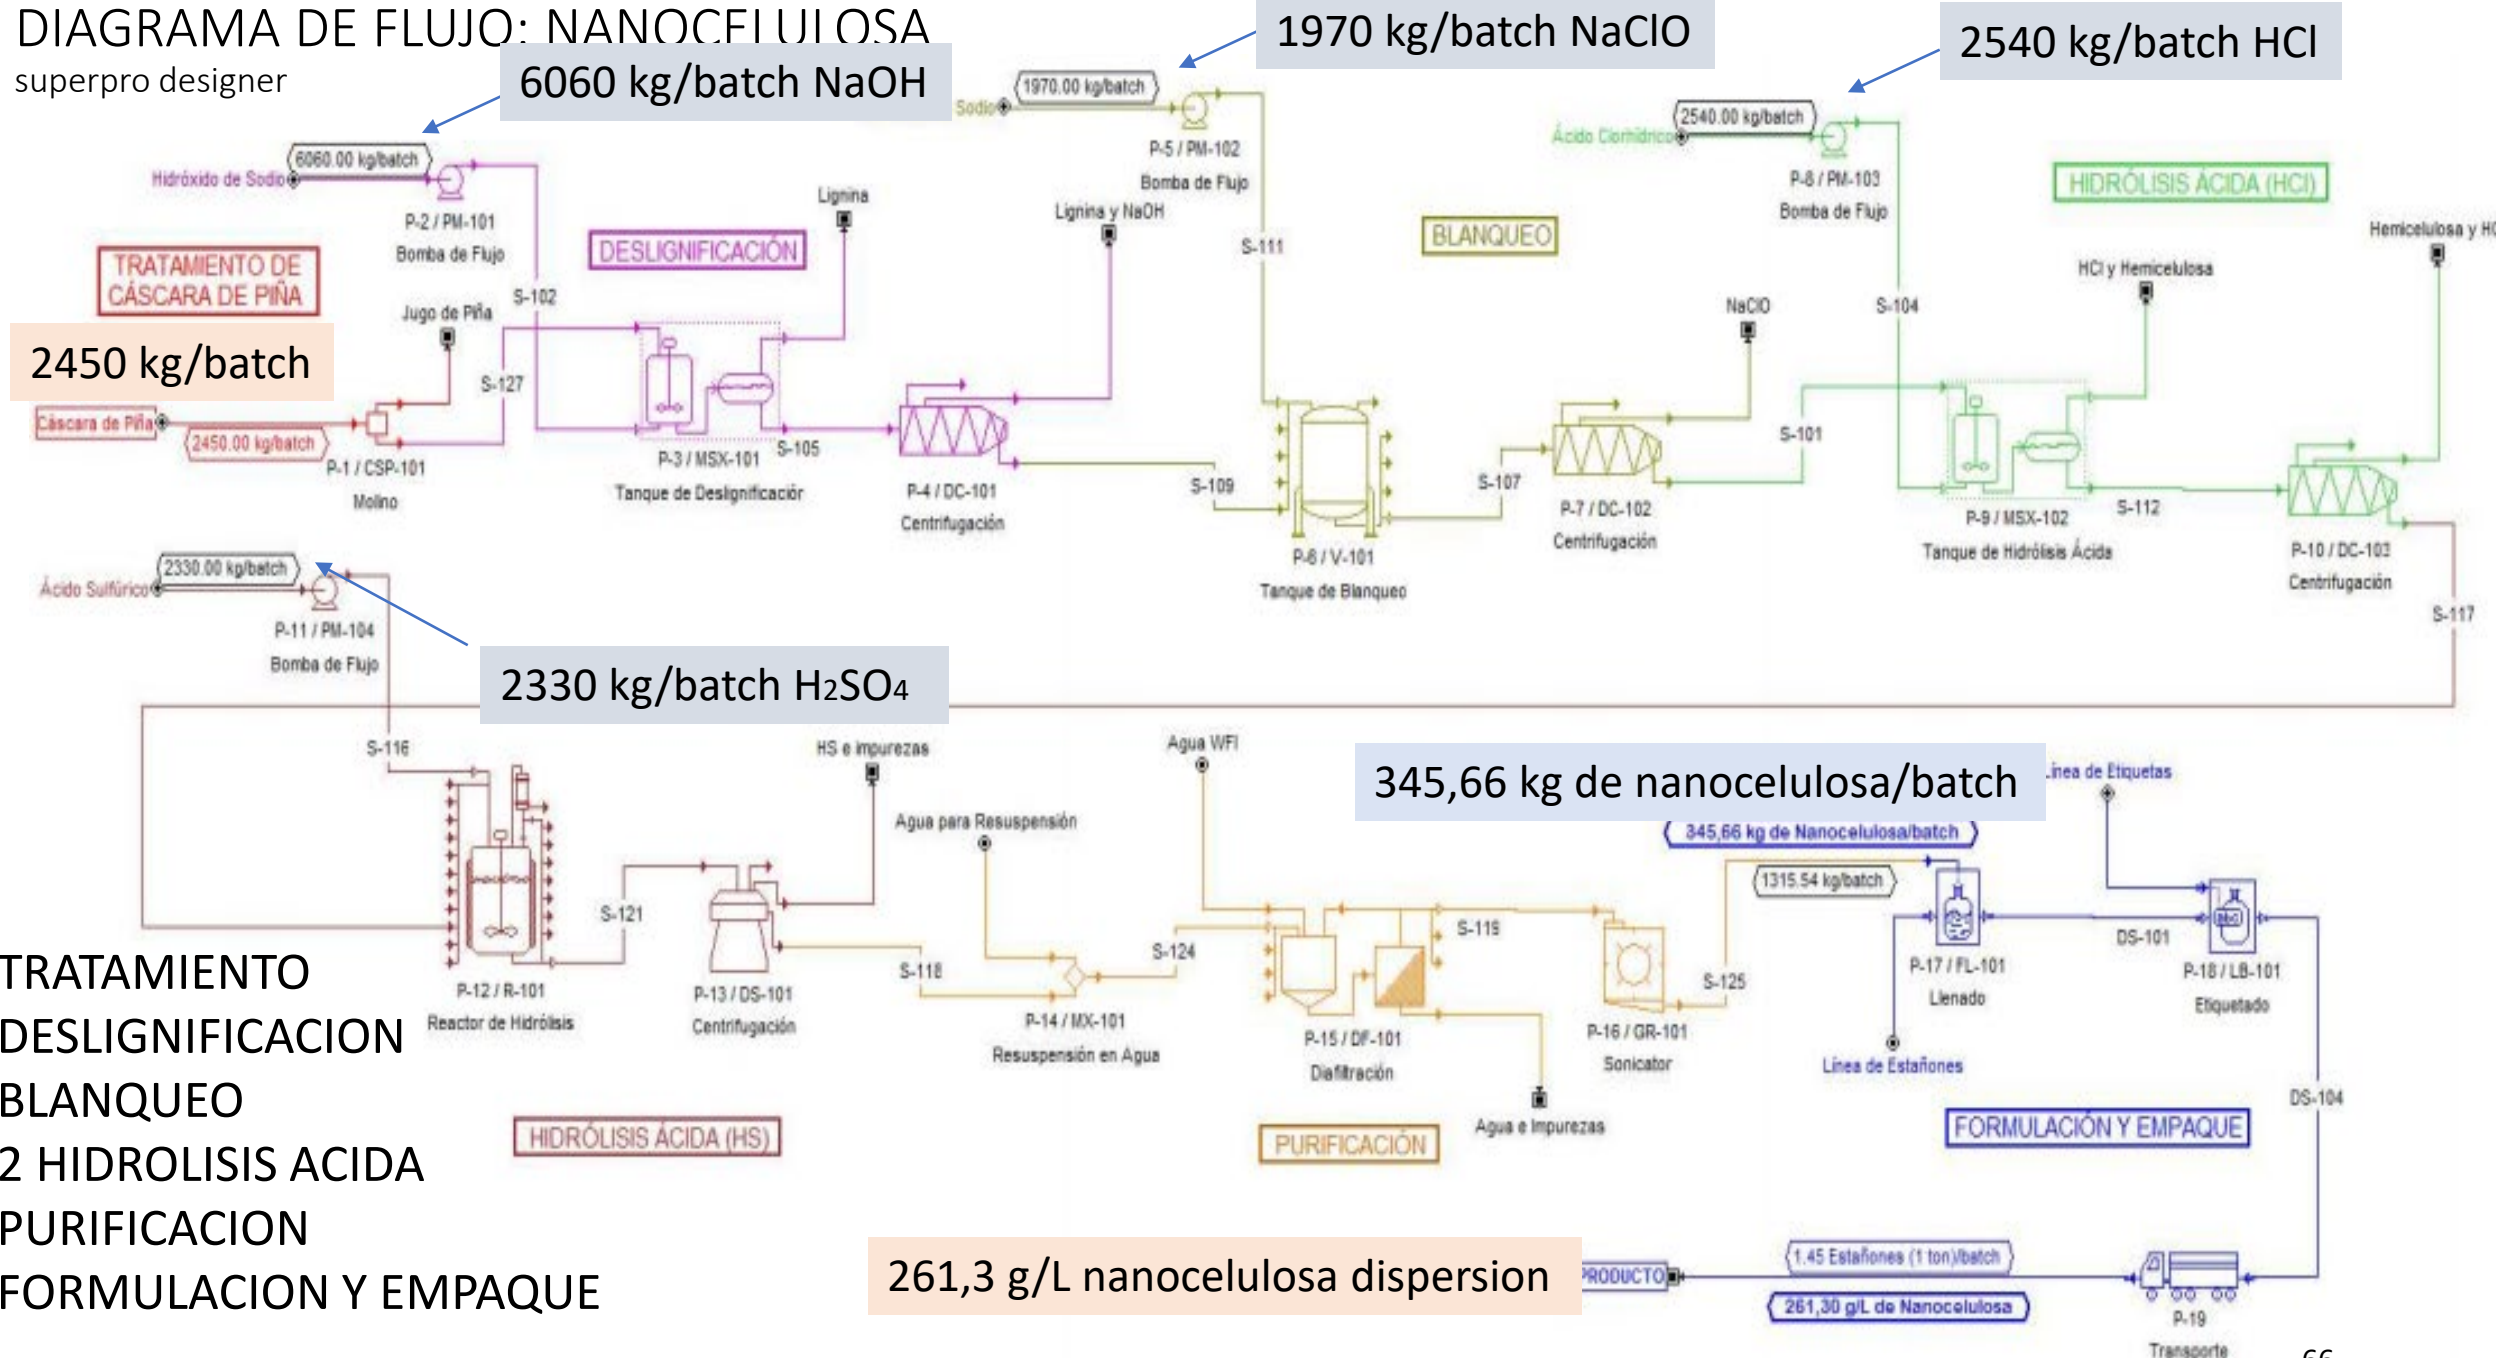 DIAGRAMA DE FLUJO: NANOCELULOSA
superpro designer
6060 kg/batch NaOH
1970 kg/batch NaClO
2540 kg/batch HCl
Sodio
1970.00 kg/batch
P-5 / PM-102
Bomba de Flujo
Ácido Clorhídrico
2540.00 kg/batch
P-8 / PM-103
Bomba de Flujo
HIDRÓLISIS ÁCIDA (HCl)
Hidróxido de Sodio
6060.00 kg/batch
P-2 / PM-101
Bomba de Flujo
Lignina
Lignina y NaOH
DESLIGNIFICACIÓN
S-111
BLANQUEO
HCl y Hemicelulosa
Hemicelulosa y HC
TRATAMIENTO DE
CÁSCARA DE PIÑA
S-102
Jugo de Piña
NaClO
S-104
2450 kg/batch
S-127
Cáscara de Piña
2450.00 kg/batch
P-1 / CSP-101
Molino
P-3 / MSX-101
Tanque de Deslignificación
S-105
P-4 / DC-101
Centrifugación
S-109
P-6 / V-101
Tanque de Blanqueo
S-107
P-7 / DC-102
Centrifugación
S-101
P-9 / MSX-102
Tanque de Hidrólisis Ácida
S-112
P-10 / DC-103
Centrifugación
S-117
Ácido Sulfúrico
2330.00 kg/batch
P-11 / PM-104
Bomba de Flujo
2330 kg/batch H₂SO₄
S-116
HS e impurezas
Agua WFI
345,66 kg de nanocelulosa/batch
Línea de Etiquetas
Agua para Resuspensión
345,66 kg de Nanocelulosa/batch
1315.54 kg/batch
S-121
S-118
S-124
S-119
S-125
DS-101
P-12 / R-101
Reactor de Hidrólisis
P-13 / DS-101
Centrifugación
P-14 / MX-101
Resuspensión en Agua
P-15 / DF-101
Diafiltración
P-16 / GR-101
Sonicator
P-17 / FL-101
Llenado
P-18 / LB-101
Etiquetado
Línea de Estañones
DS-104
Agua e Impurezas
HIDRÓLISIS ÁCIDA (HS)
PURIFICACIÓN
FORMULACIÓN Y EMPAQUE
TRATAMIENTO
DESLIGNIFICACION
BLANQUEO
2 HIDROLISIS ACIDA
PURIFICACION
FORMULACION Y EMPAQUE
261,3 g/L nanocelulosa dispersion
PRODUCTO
1.45 Estañones (1 ton)/batch
261,30 g/L de Nanocelulosa
P-19
Transporte
66